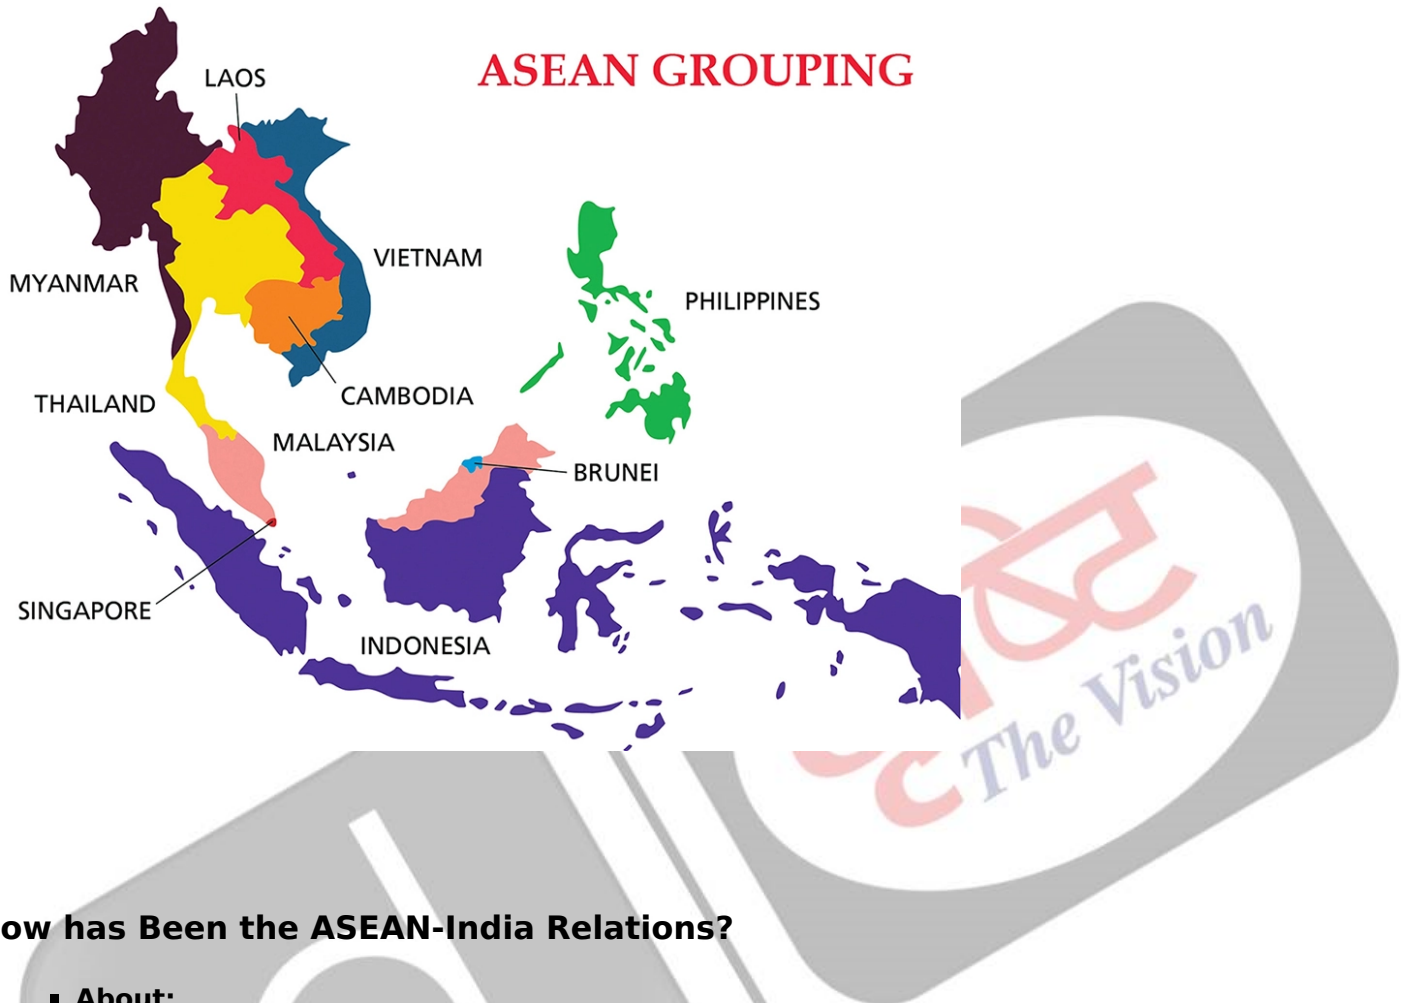 ASEAN GROUPING
LAOS
VIETNAM
MYANMAR
PHILIPPINES
CAMBODIA
THAILAND
MALAYSIA
BRUNEI
SINGAPORE
INDONESIA
The Vision
ow has Been the ASEAN-India Relations?
▪ About: